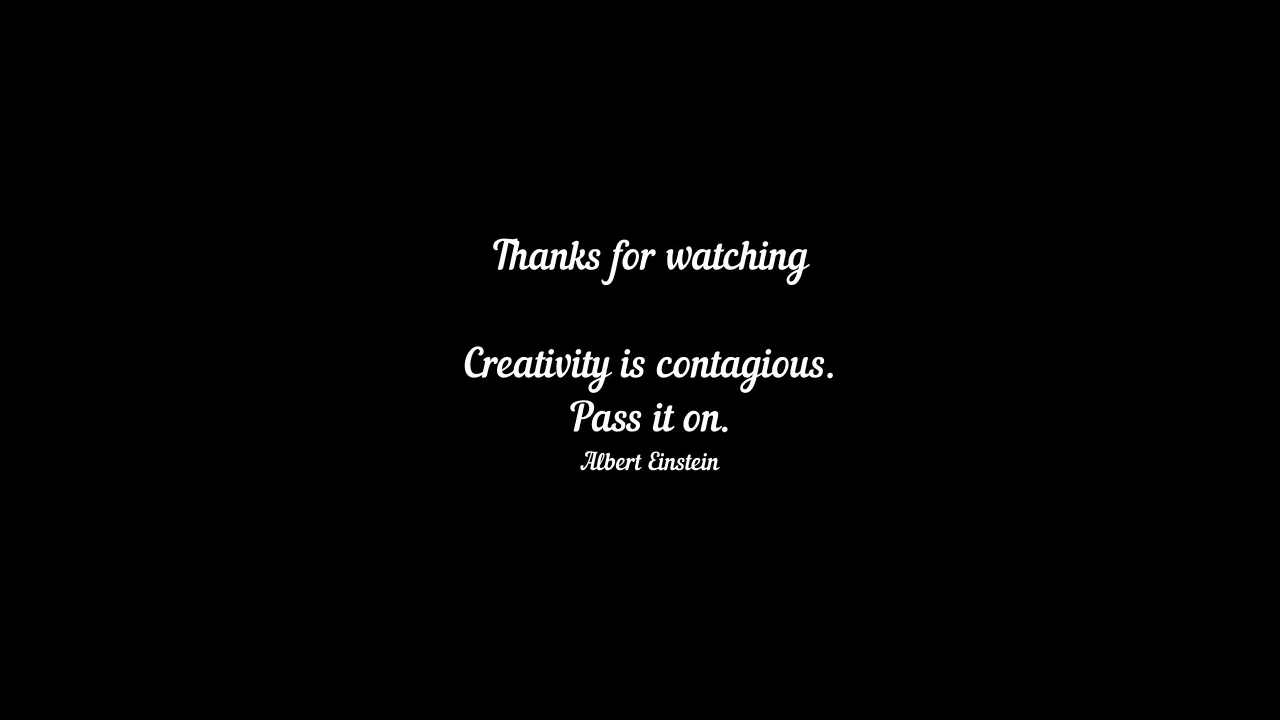 Thanks for watching
Creativity is contagious.
Pass it on.
Albert Einstein